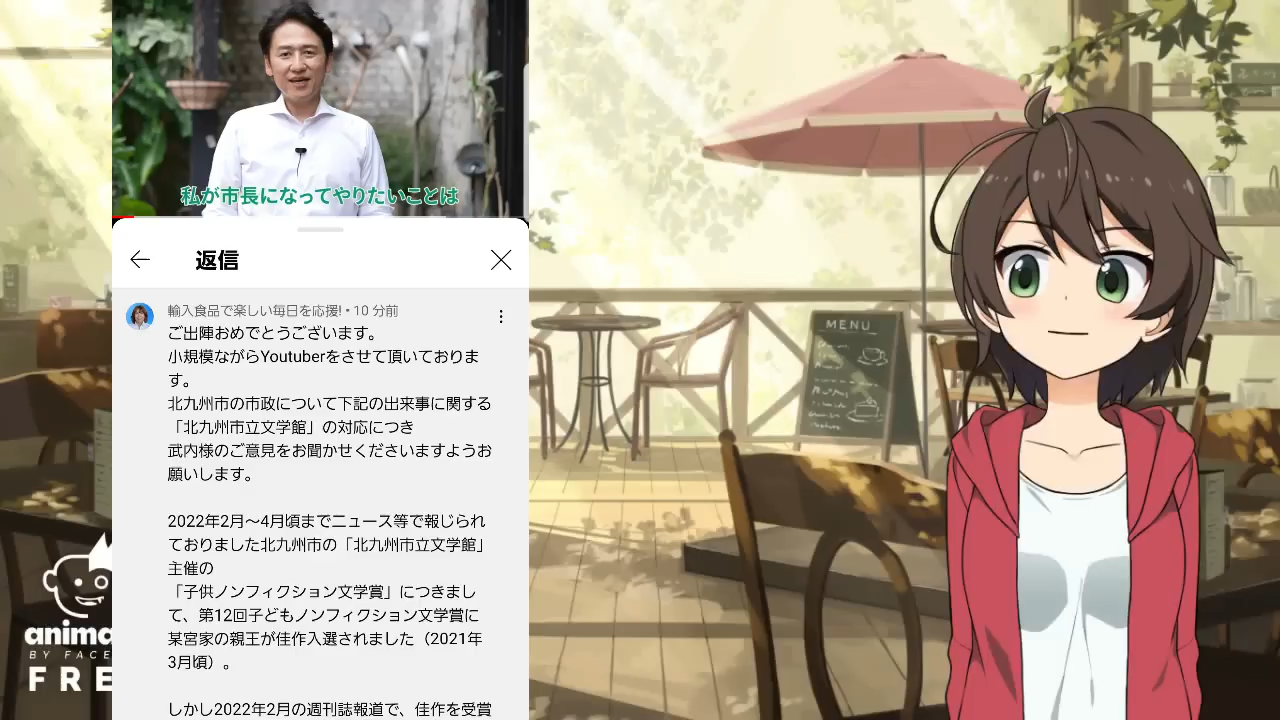 私が市長になってやりたいことは
返信
輸入食品で楽しい毎日を応援!・10 分前
ご出陣おめでとうございます。
小規模ながらYoutuberをさせて頂いておりま
す。
北九州市の市政について下記の出来事に関する
「北九州市立文学館」の対応につき
武内様のご意見をお聞かせくださいますようお
願いします。
2022年2月〜4月頃までニュース等で報じられ
ておりました北九州市の「北九州市立文学館」
主催の
「子供ノンフィクション文学賞」につきまし
て、第12回子どもノンフィクション文学賞に
某宮家の親王が佳作入選されました（2021年
3月頃）。
しかし2022年2月の週刊誌報道で、佳作を受賞
MENU
anima
BY FACE
FRE